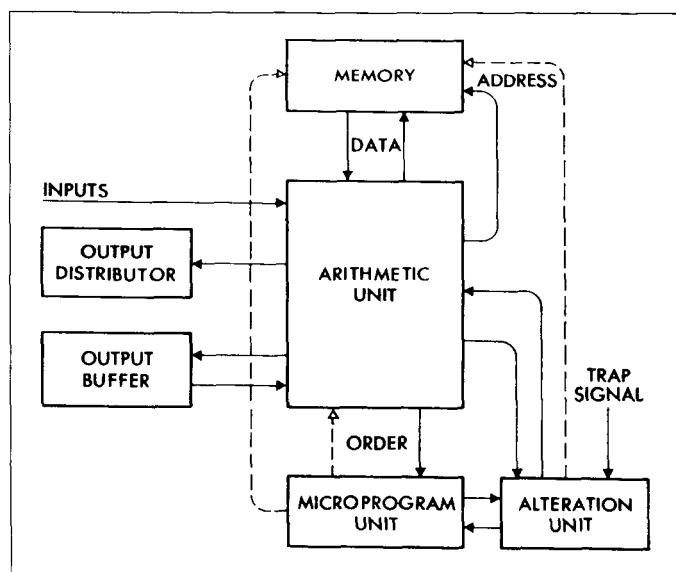 MEMORY
ADDRESS
DATA
INPUTS
OUTPUT
DISTRIBUTOR
ARITHMETIC
UNIT
OUTPUT
BUFFER
TRAP
SIGNAL
ORDER
MICROPROGRAM
UNIT
ALTERATION
UNIT